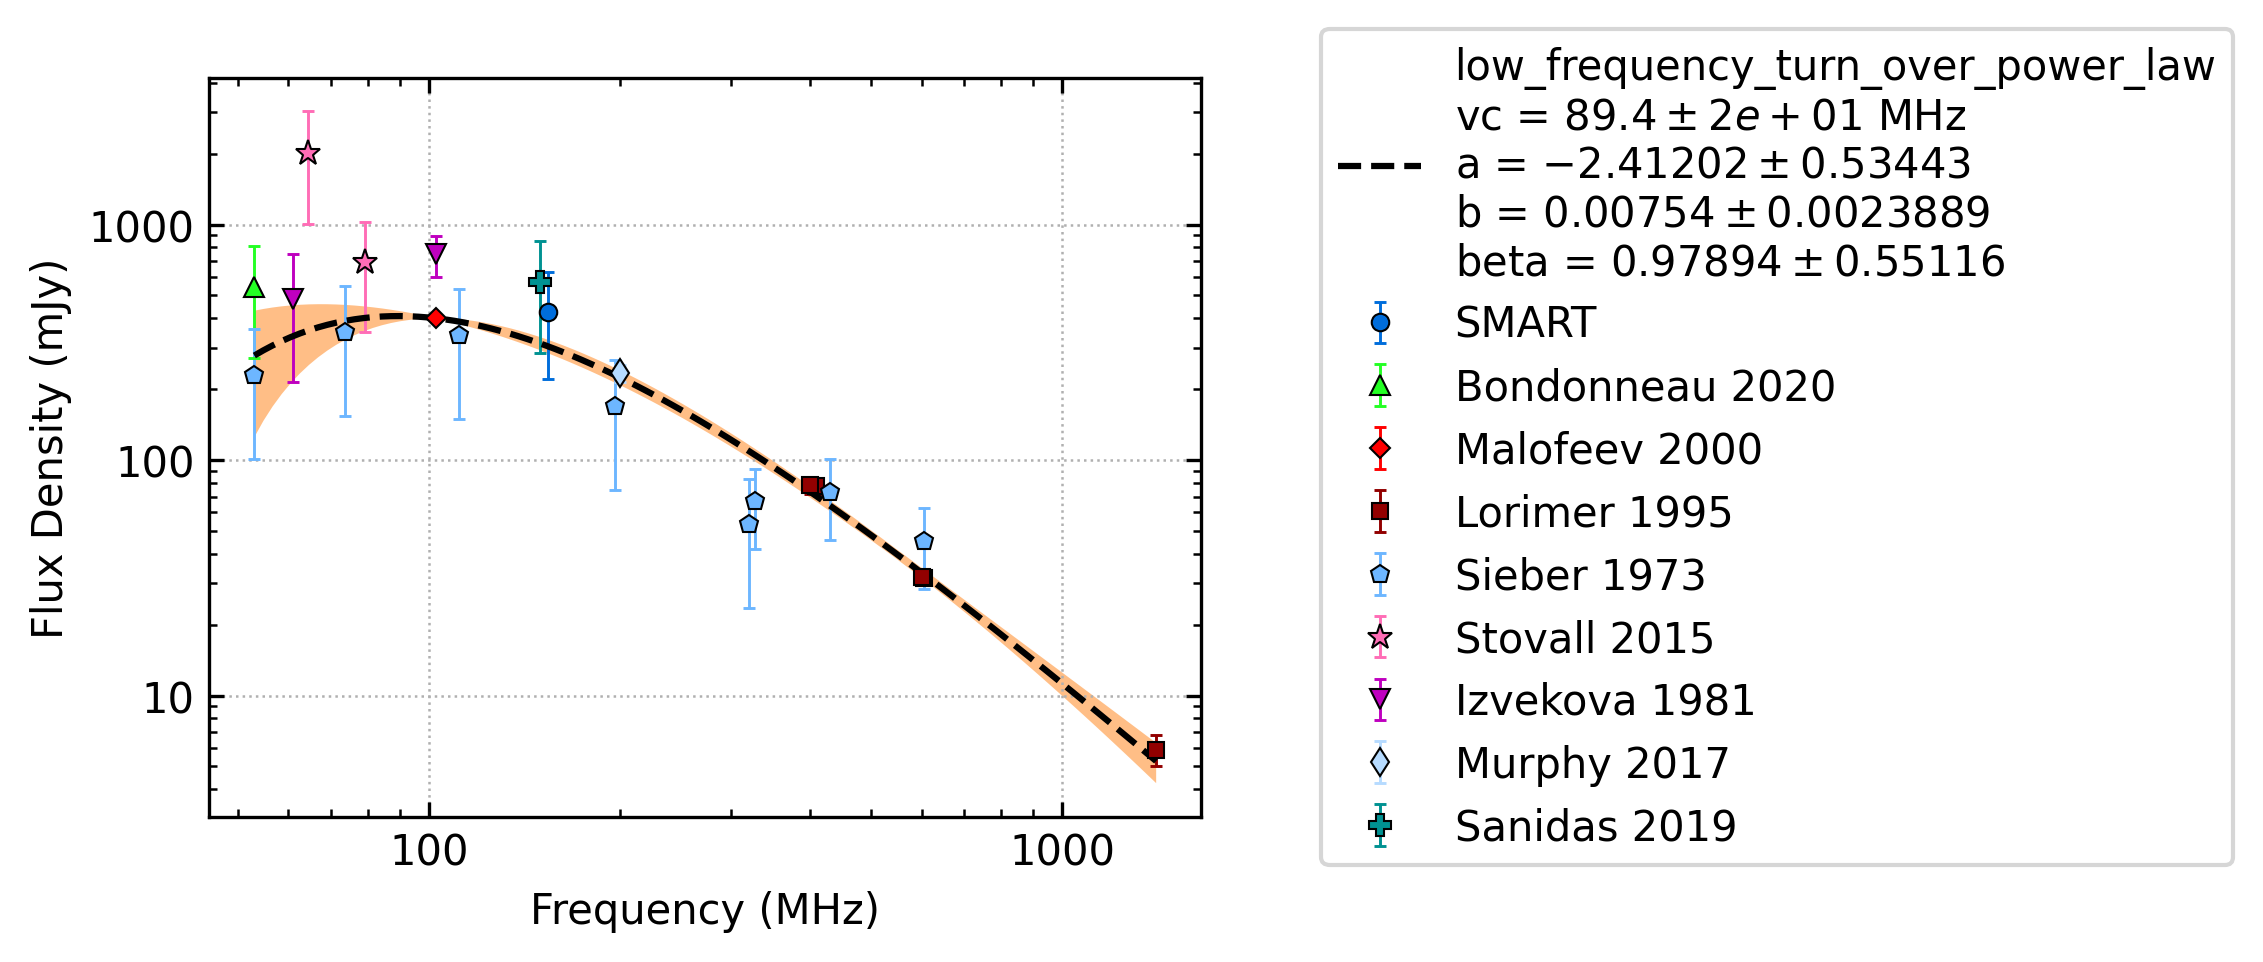 1000
100
10
Flux Density (mJy)
100
1000
Frequency (MHz)
low_frequency_turn_over_power_law
vc = 89.4 ± 2e + 01 MHz
a = −2.41202 ± 0.53443
b = 0.00754 ± 0.0023889
beta = 0.97894 ± 0.55116
SMART
Bondonneau 2020
Malofeev 2000
Lorimer 1995
Sieber 1973
Stovall 2015
Izvekova 1981
Murphy 2017
Sanidas 2019